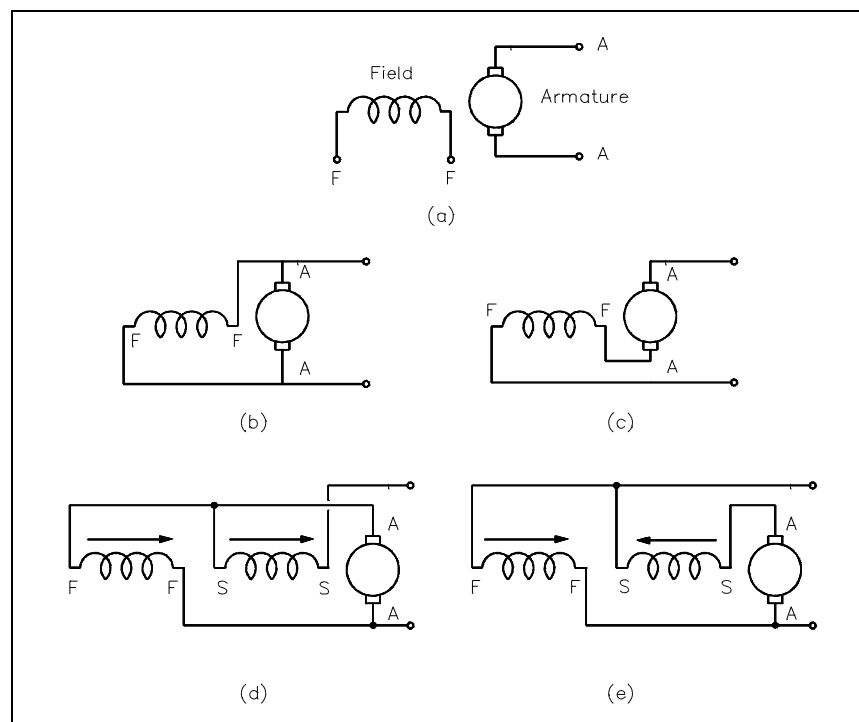 A
Field
Armature
A
F F
(a)
A A
F F F F
A A
(b) (c)
A A
F F S S F F S S
A A
(d) (e)